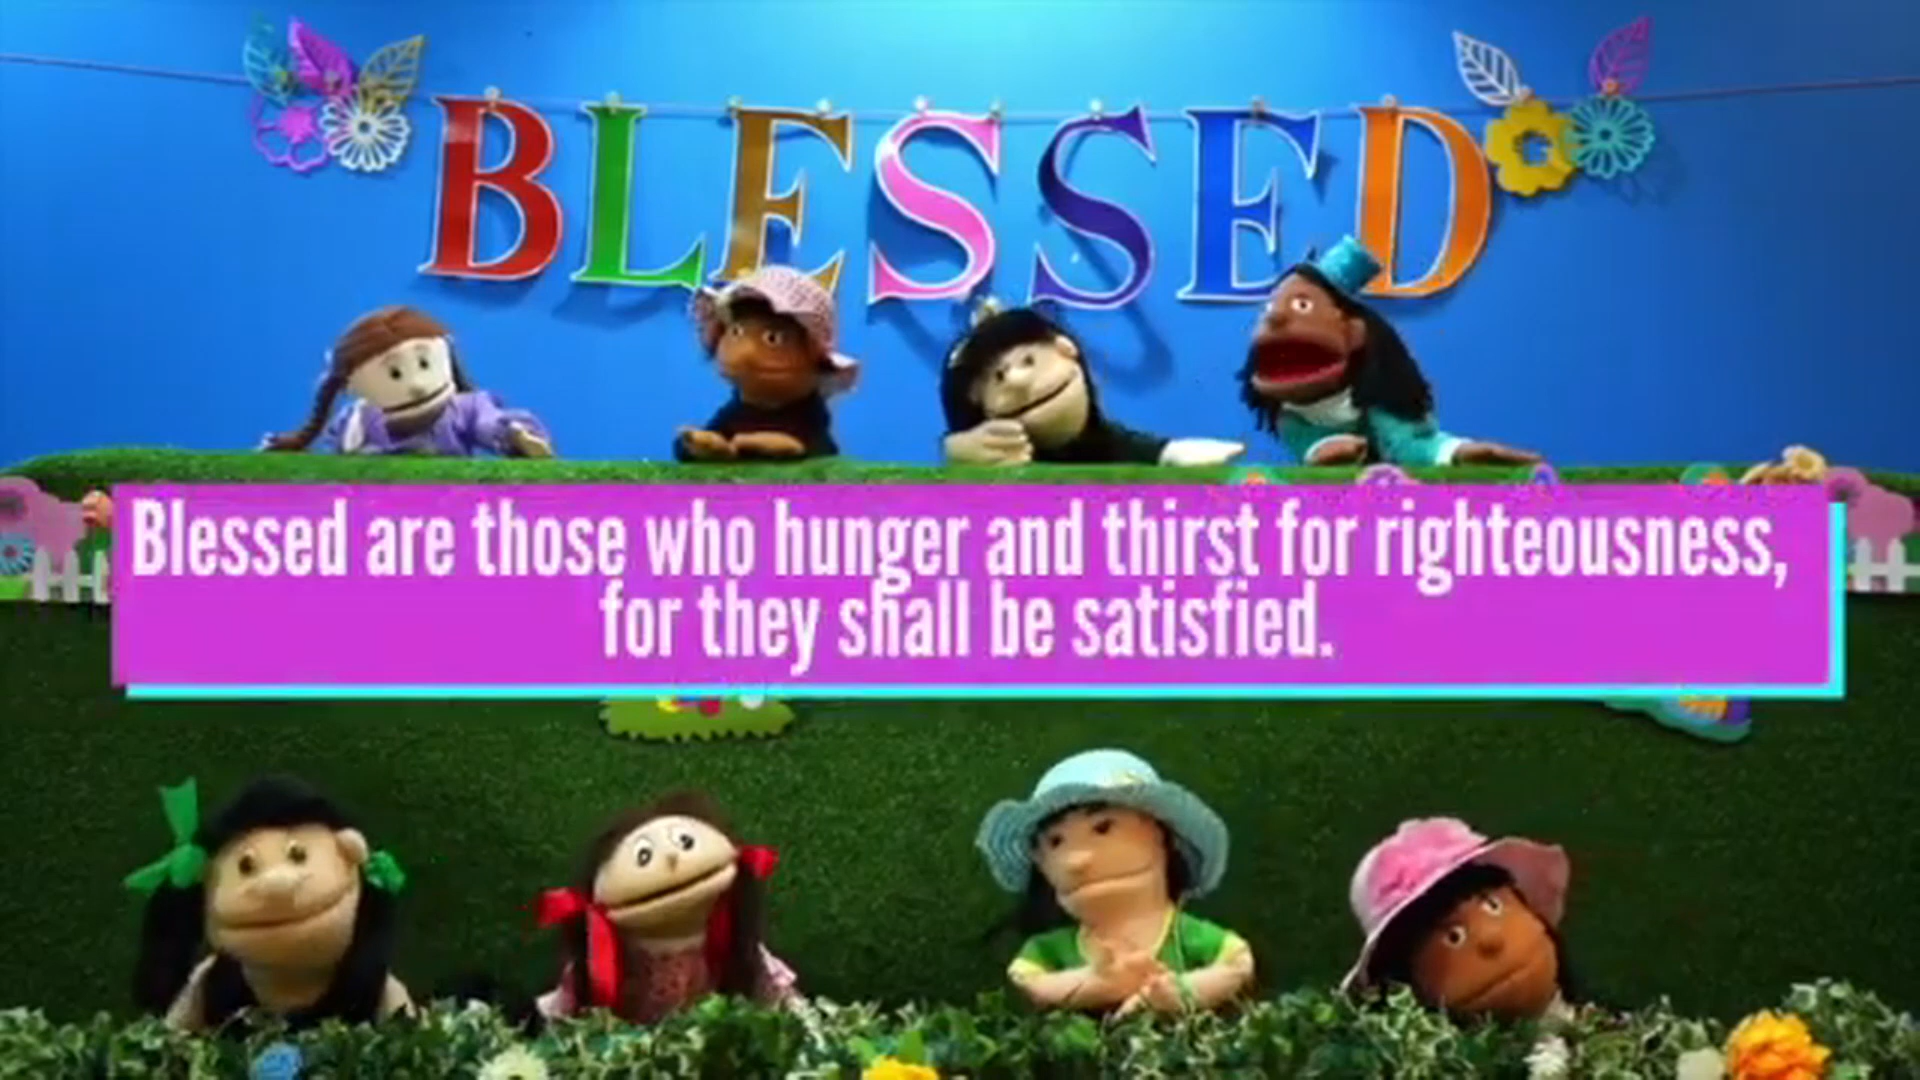 BLESSED
Blessed are those who hunger and thirst for righteousness,
for they shall be satisfied.